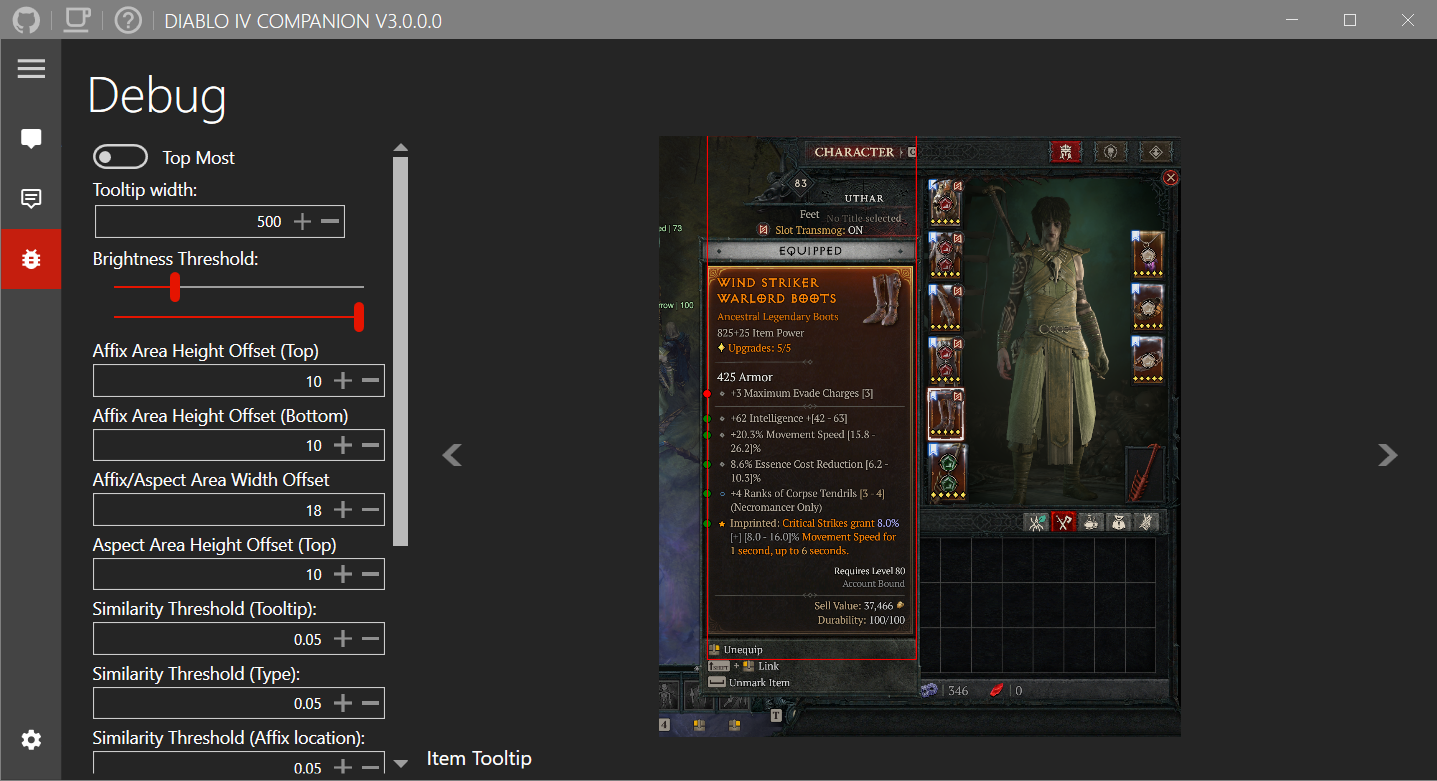 DIABLO IV COMPANION V3.0.0.0
Debug
Top Most
Tooltip width:
500
Brightness Threshold:
Affix Area Height Offset (Top)
10
Affix Area Height Offset (Bottom)
10
Affix/Aspect Area Width Offset
18
Aspect Area Height Offset (Top)
10
Similarity Threshold (Tooltip):
0.05
Similarity Threshold (Type):
0.05
Similarity Threshold (Affix location):
0.05
CHARACTER
83
UTHAR
Feet
No Title selected
Slot Transmog: ON
| 73
| 100
EQUIPPED
WIND STRIKER
WARLORD BOOTS
Ancestral Legendary Boots
825+25 Item Power
Upgrades: 5/5
425 Armor
+3 Maximum Evade Charges [3]
+62 Intelligence +[42 - 63]
+20.3% Movement Speed [15.8 -
26.2]%
8.6% Essence Cost Reduction [6.2 -
10.3]%
+4 Ranks of Corpse Tendrils [3 - 4]
(Necromancer Only)
Imprinted: Critical Strikes grant 8.0%
[+] [8.0 - 16.0]% Movement Speed for
1 second, up to 6 seconds.
Requires Level 80
Account Bound
Sell Value: 37,466
Durability: 100/100
Unequip
+ Link
Unmark Item
346 | 0
4
T
Item Tooltip